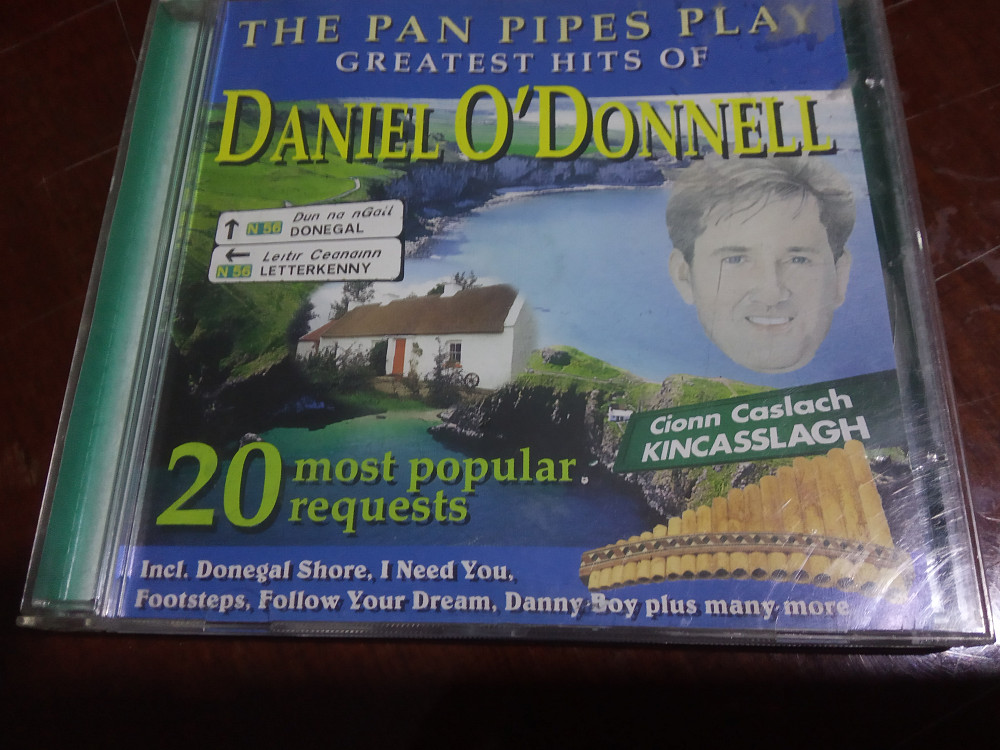 THE PAN PIPES PLAY
GREATEST HITS OF
DANIEL O'DONNELL
Dun na nGall
N 56 DONEGAL
Leitir Ceanainn
N 56 LETTERKENNY
Cionn Caslach
KINCASSLAGH
20 most popular
requests
Incl. Donegal Shore, I Need You,
Footsteps, Follow Your Dream, Danny Boy plus many more